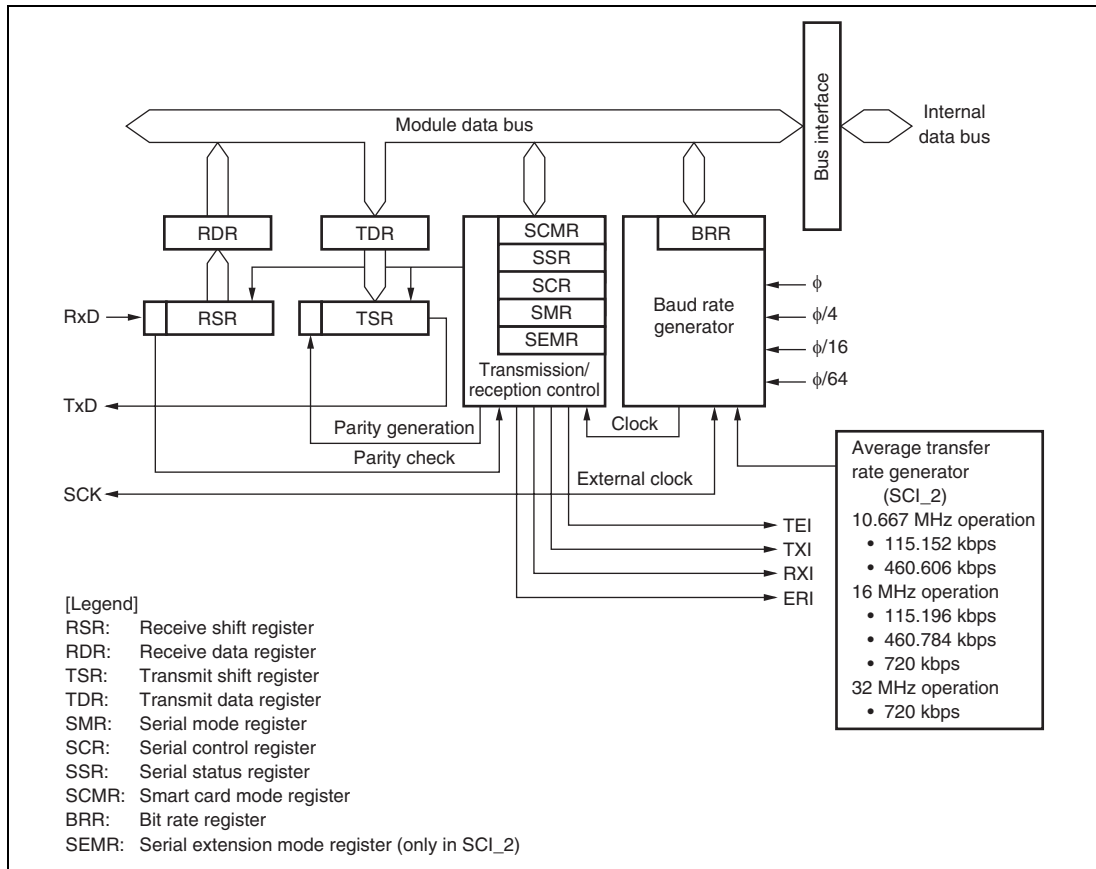 Module data bus
Bus interface
Internal
data bus
RDR
TDR
SCMR
SSR
SCR
SMR
SEMR
Transmission/
reception control
BRR
Baud rate
generator
ϕ
ϕ/4
ϕ/16
ϕ/64
RxD
RSR
TSR
TxD
Parity generation
Parity check
Clock
External clock
SCK
TEI
TXI
RXI
ERI
Average transfer
rate generator
(SCI_2)
10.667 MHz operation
• 115.152 kbps
• 460.606 kbps
16 MHz operation
• 115.196 kbps
• 460.784 kbps
• 720 kbps
32 MHz operation
• 720 kbps
[Legend]
RSR: Receive shift register
RDR: Receive data register
TSR: Transmit shift register
TDR: Transmit data register
SMR: Serial mode register
SCR: Serial control register
SSR: Serial status register
SCMR: Smart card mode register
BRR: Bit rate register
SEMR: Serial extension mode register (only in SCI_2)